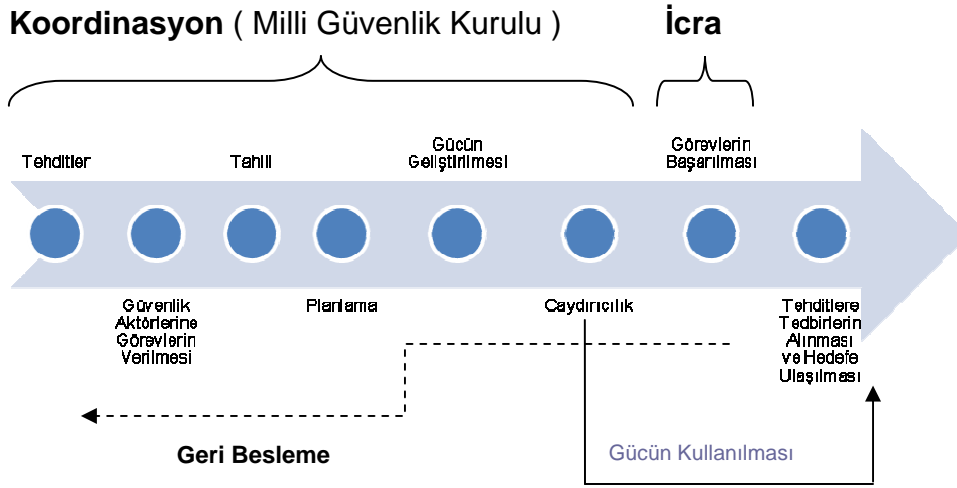 Koordinasyon ( Milli Güvenlik Kurulu )
İcra
Tehditler
Tahlil
Gücün
Geliştirilmesi
Görevlerin
Başarılması
Güvenlik
Aktörlerine
Görevlerin
Verilmesi
Planlama
Caydırıcılık
Tehditlere
Tedbirlerin
Alınması
ve Hedefe
Ulaşılması
Geri Besleme
Gücün Kullanılması